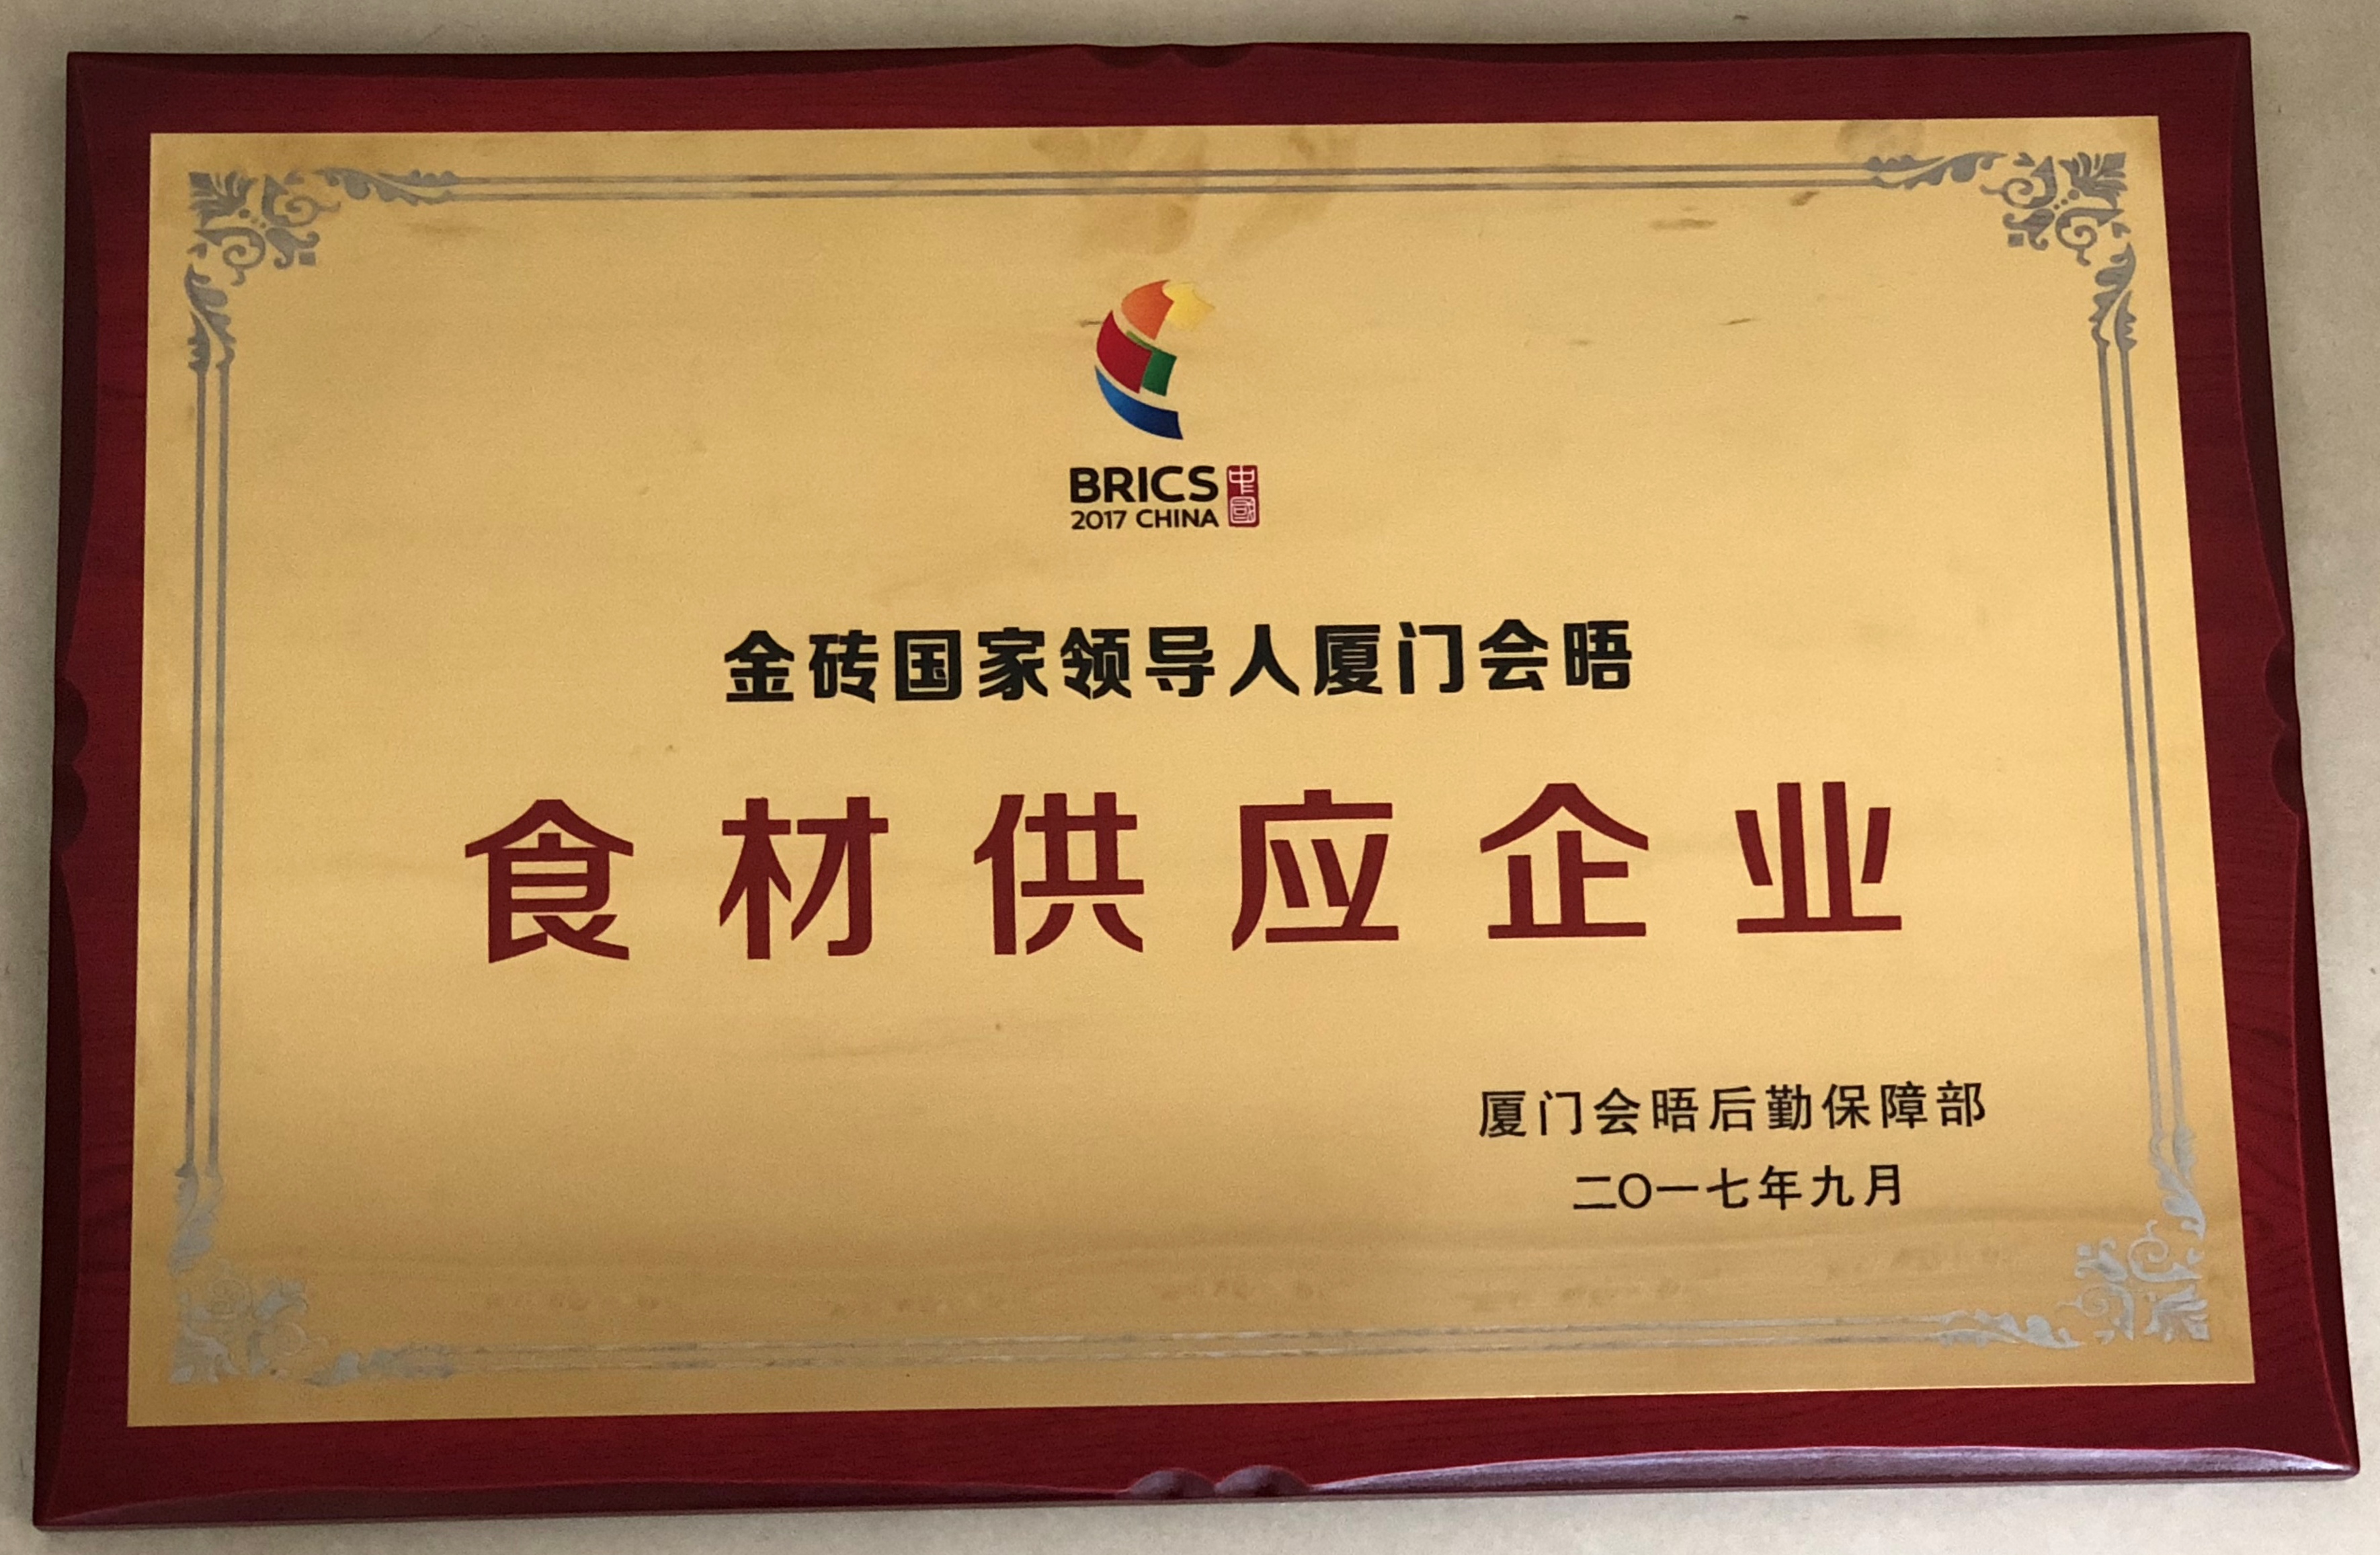 BRICS 中國
2017 CHINA
金砖国家领导人厦门会晤
食材供应企业
厦门会晤后勤保障部
二〇一七年九月